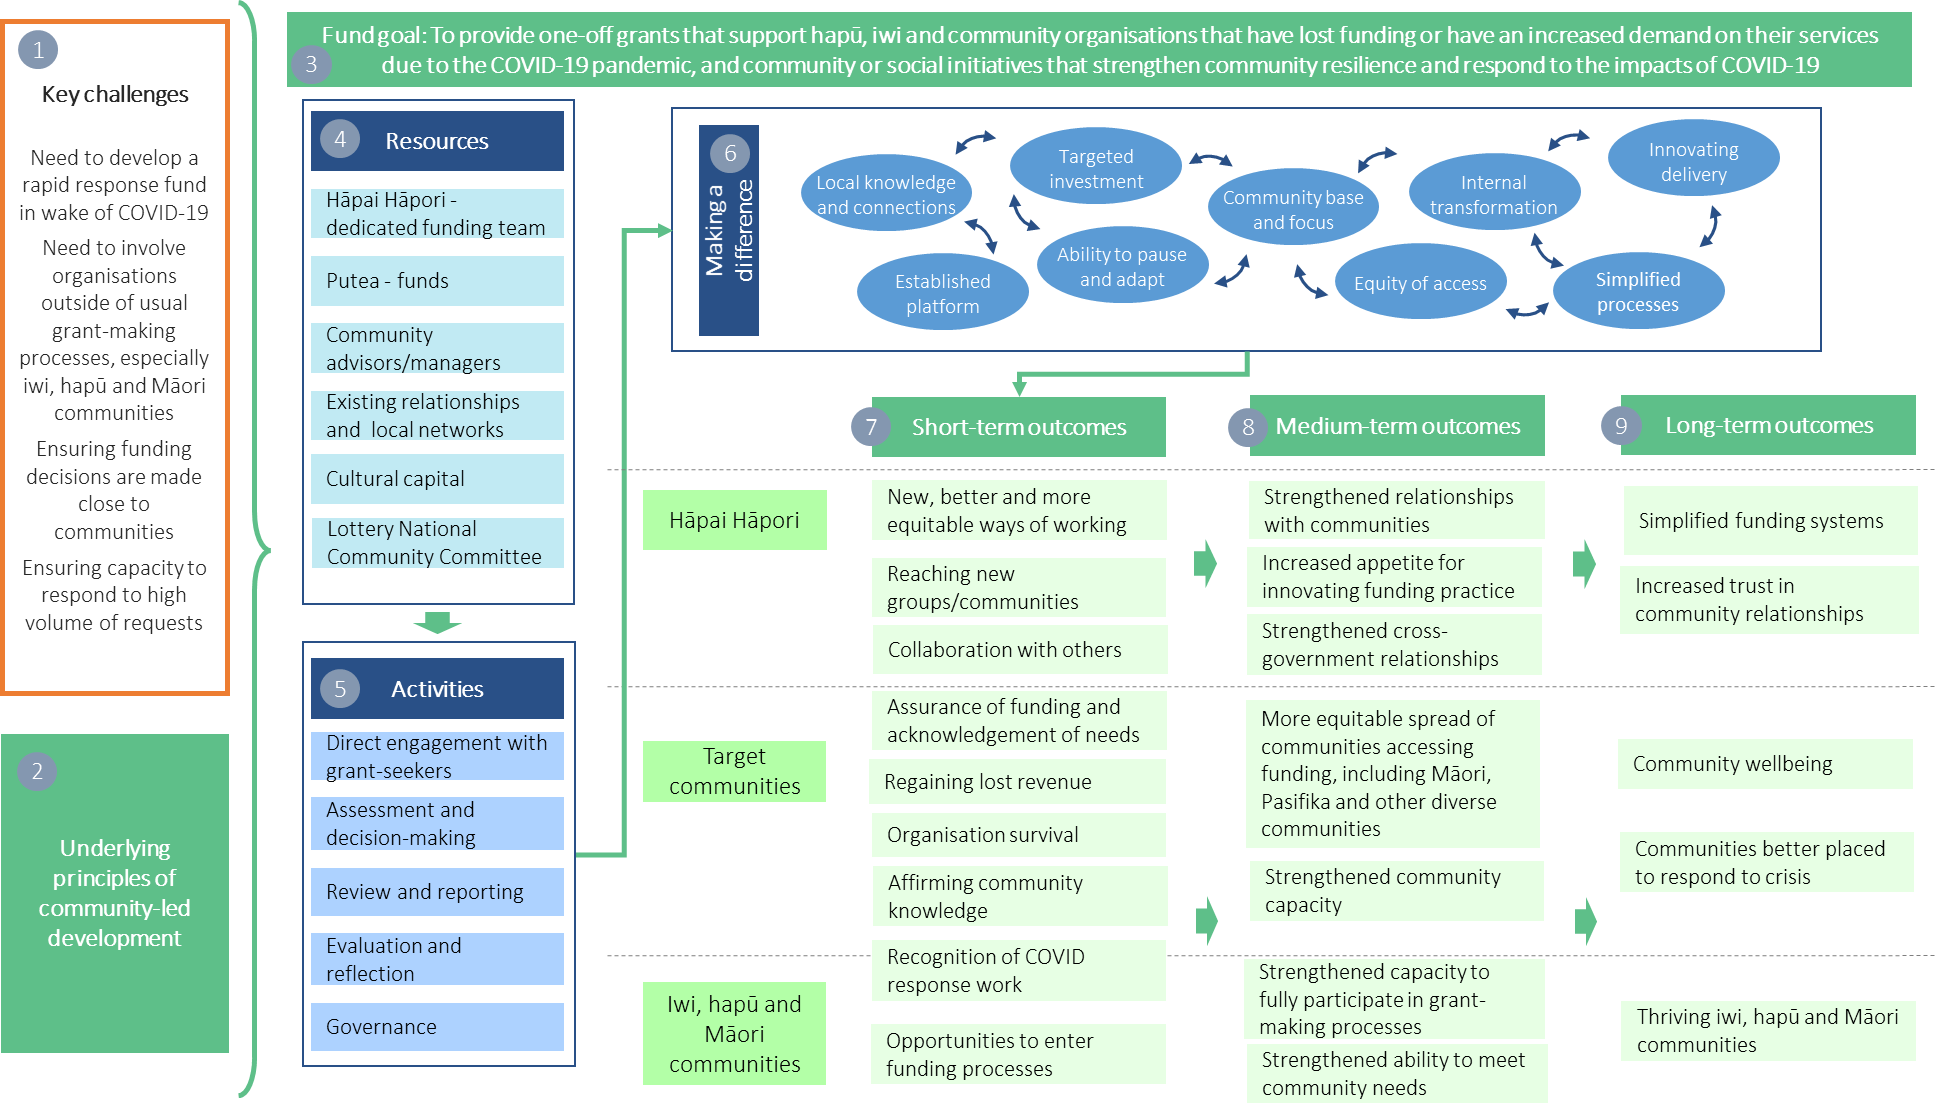 1
Key challenges
Need to develop a
rapid response fund
in wake of COVID-19
Need to involve
organisations
outside of usual
grant-making
processes, especially
iwi, hapū and Māori
communities
Ensuring funding
decisions are made
close to
communities
Ensuring capacity to
respond to high
volume of requests
2
Underlying
principles of
community-led
development
3
Fund goal: To provide one-off grants that support hapū, iwi and community organisations that have lost funding or have an increased demand on their services
due to the COVID-19 pandemic, and community or social initiatives that strengthen community resilience and respond to the impacts of COVID-19
4
Resources
Hāpai Hāpori -
dedicated funding team
Putea - funds
Community
advisors/managers
Existing relationships
and local networks
Cultural capital
Lottery National
Community Committee
5
Activities
Direct engagement with
grant-seekers
Assessment and
decision-making
Review and reporting
Evaluation and
reflection
Governance
6
Making a
difference
Local knowledge
and connections
Targeted
investment
Established
platform
Ability to pause
and adapt
Community base
and focus
Internal
transformation
Equity of access
Innovating
delivery
Simplified
processes
7
Short-term outcomes
8
Medium-term outcomes
9
Long-term outcomes
Hāpai Hāpori
New, better and more
equitable ways of working
Reaching new
groups/communities
Collaboration with others
Strengthened relationships
with communities
Increased appetite for
innovating funding practice
Strengthened cross-
government relationships
Simplified funding systems
Increased trust in
community relationships
Target
communities
Assurance of funding and
acknowledgement of needs
Regaining lost revenue
Organisation survival
Affirming community
knowledge
Recognition of COVID
response work
More equitable spread of
communities accessing
funding, including Māori,
Pasifika and other diverse
communities
Strengthened community
capacity
Community wellbeing
Communities better placed
to respond to crisis
Iwi, hapū and
Māori
communities
Opportunities to enter
funding processes
Strengthened capacity to
fully participate in grant-
making processes
Strengthened ability to meet
community needs
Thriving iwi, hapū and Māori
communities